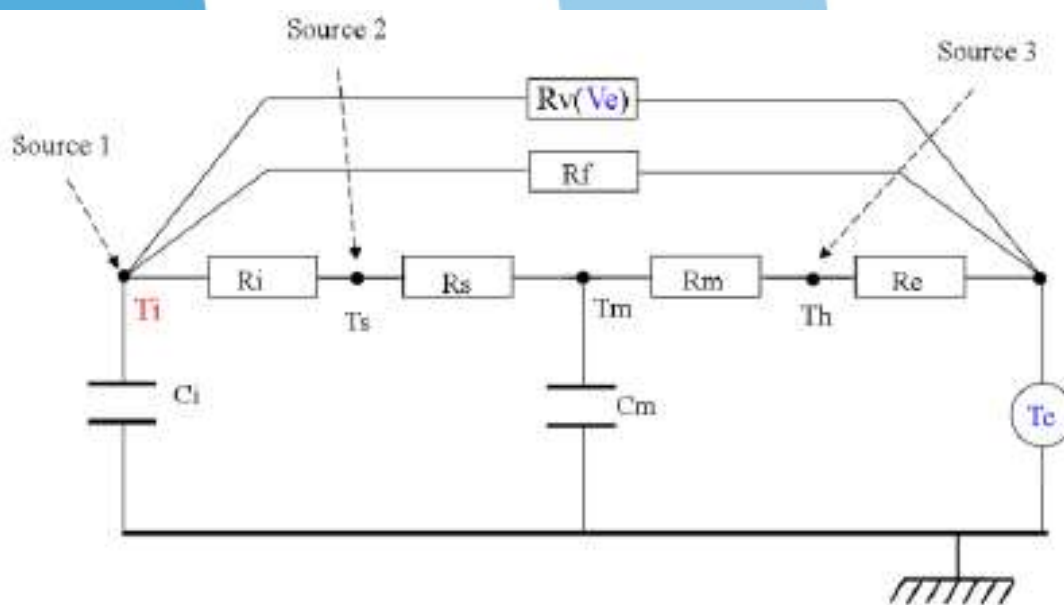 Source 2
Source 3
Rv(Ve)
Source 1
Rf
Ri
Rs
Rm
Re
Ti
Ts
Tm
Th
Ci
Cm
Te